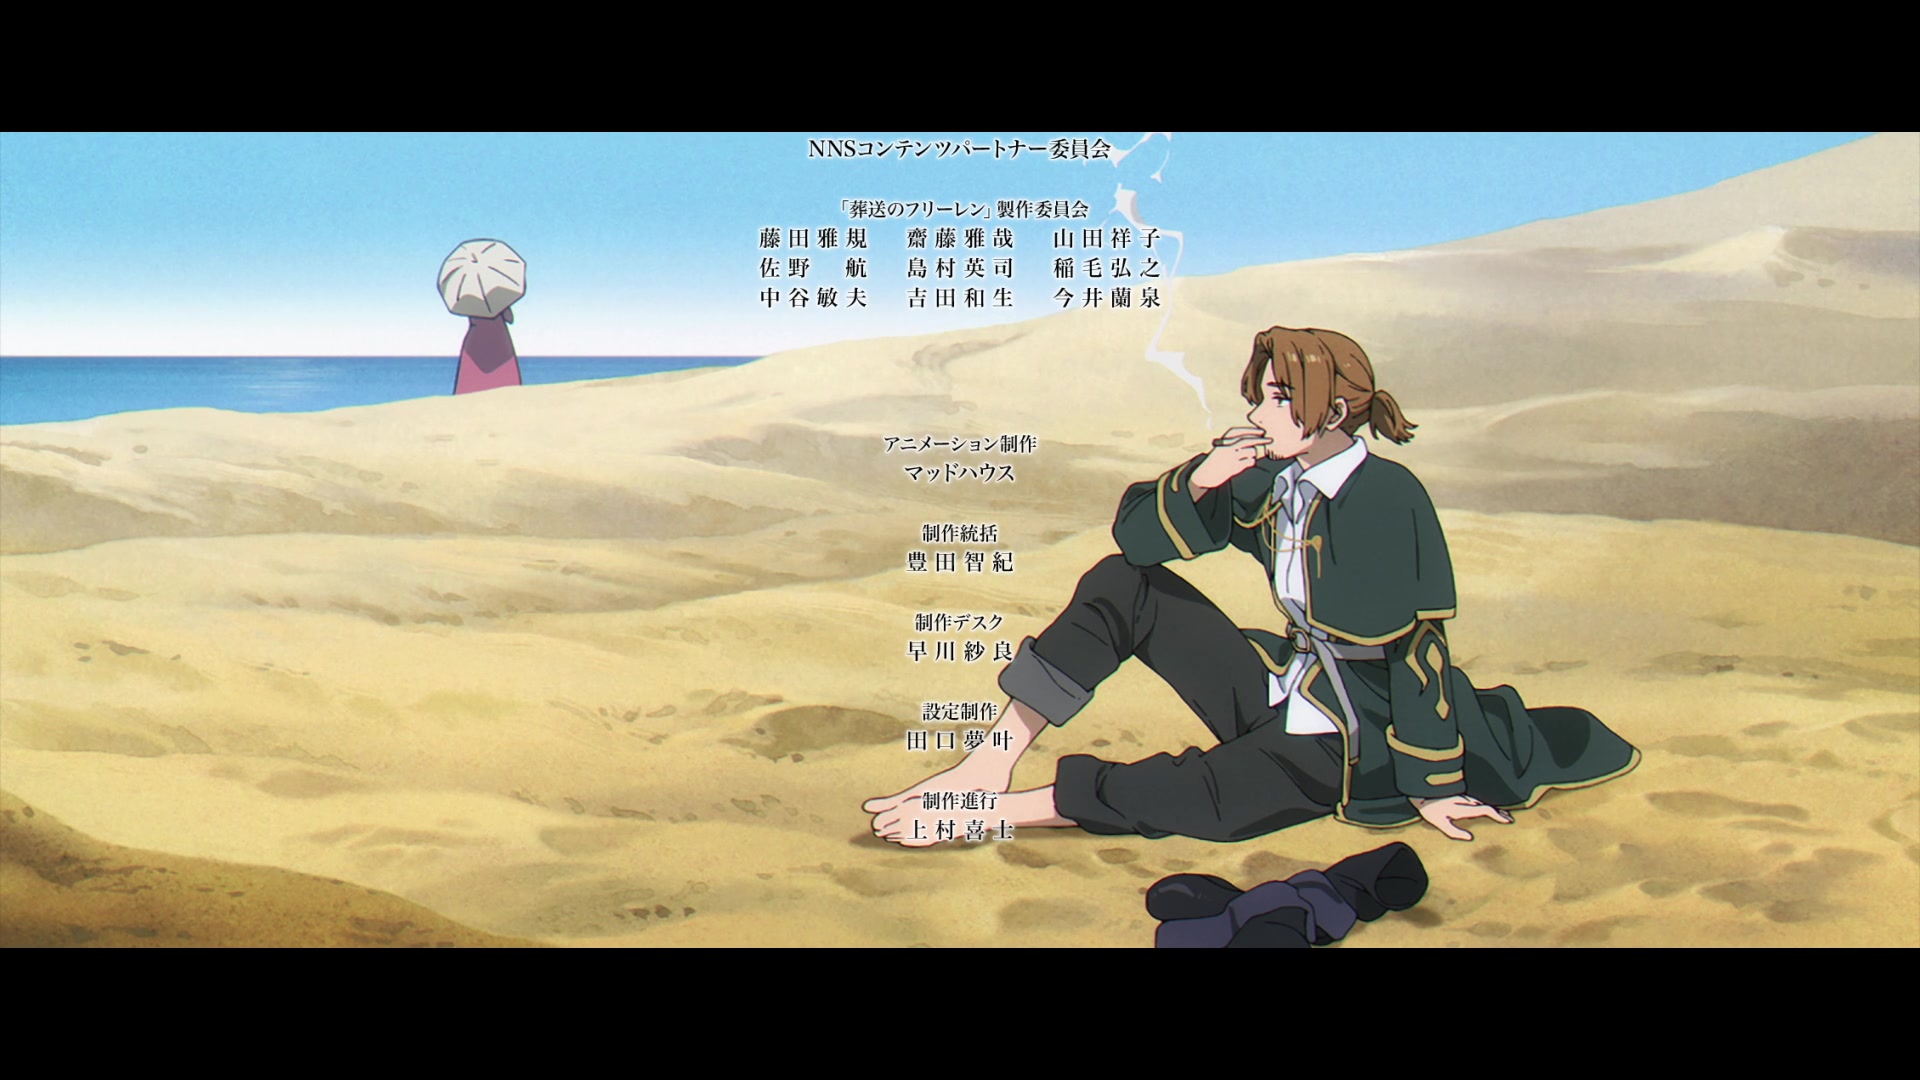 NNSコンテンツパートナー委員会
「葬送のフリーレン」製作委員会
藤田雅規 齋藤雅哉 山田祥子
佐野 航 島村英司 稲毛弘之
中谷敏夫 吉田和生 今井蘭泉
アニメーション制作
マッドハウス
制作統括
豊田智紀
制作デスク
早川紗良
設定制作
田口夢叶
制作進行
上村喜士